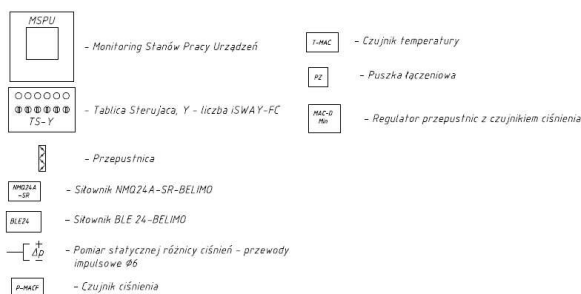 MSPU
- Monitoring Stanów Pracy Urządzeń
TS-Y
- Tablica Sterujaca, Y - liczba iSWAY-FC
- Przepustnica
NMQ24A
-SR
- Siłownik NMQ24A-SR-BELIMO
BLE24
- Siłownik BLE 24-BELIMO
+
Δp
-
- Pomiar statycznej różnicy ciśnień - przewody
impulsowe Φ6
P-MACF
- Czujnik ciśnienia
T-MAC
- Czujnik temperatury
PZ
- Puszka łączeniowa
MAC-D
Min
- Regulator przepustnic z czujnikiem ciśnienia